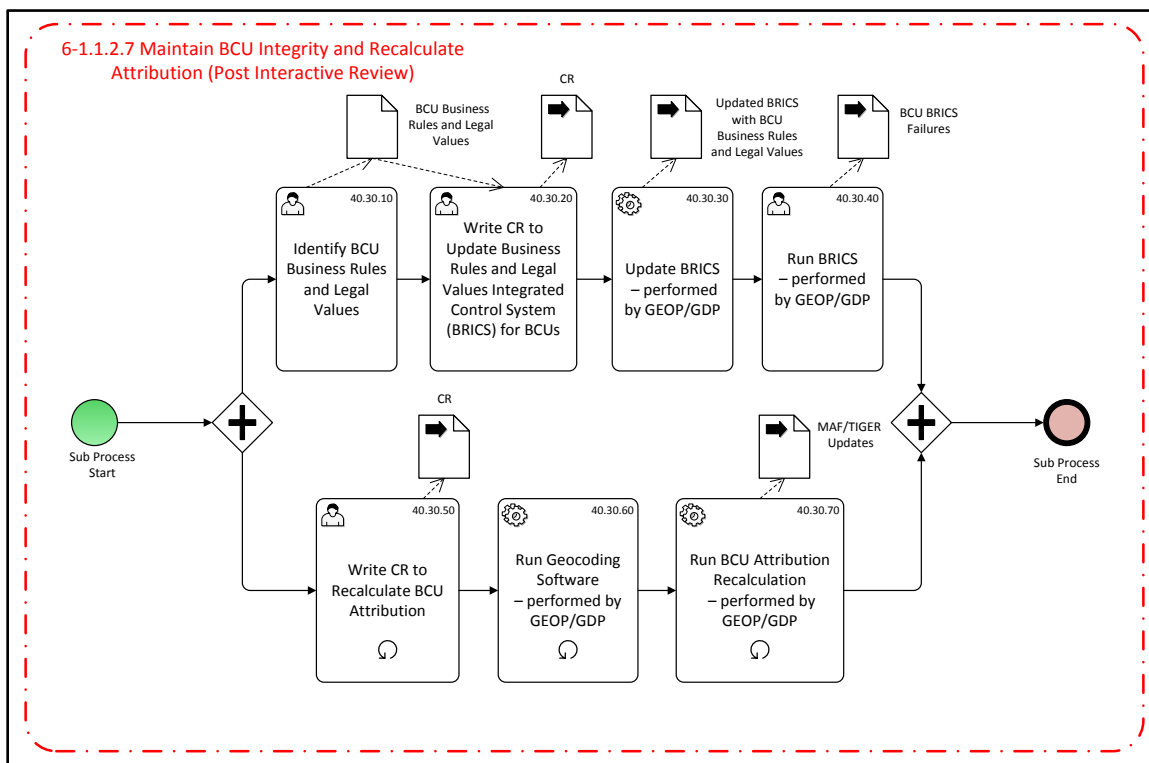 6-1.1.2.7 Maintain BCU Integrity and Recalculate
Attribution (Post Interactive Review)
BCU Business
Rules and Legal
Values
CR
Updated BRICS
with BCU
Business Rules
and Legal Values
BCU BRICS
Failures
40.30.10
Identify BCU
Business Rules
and Legal
Values
40.30.20
Write CR to
Update Business
Rules and Legal
Values Integrated
Control System
(BRICS) for BCUs
40.30.30
Update BRICS
– performed
by GEOP/GDP
40.30.40
Run BRICS
– performed
by GEOP/GDP
Sub Process
Start
CR
MAF/TIGER
Updates
Sub Process
End
40.30.50
Write CR to
Recalculate BCU
Attribution
40.30.60
Run Geocoding
Software
– performed by
GEOP/GDP
40.30.70
Run BCU Attribution
Recalculation
– performed by
GEOP/GDP